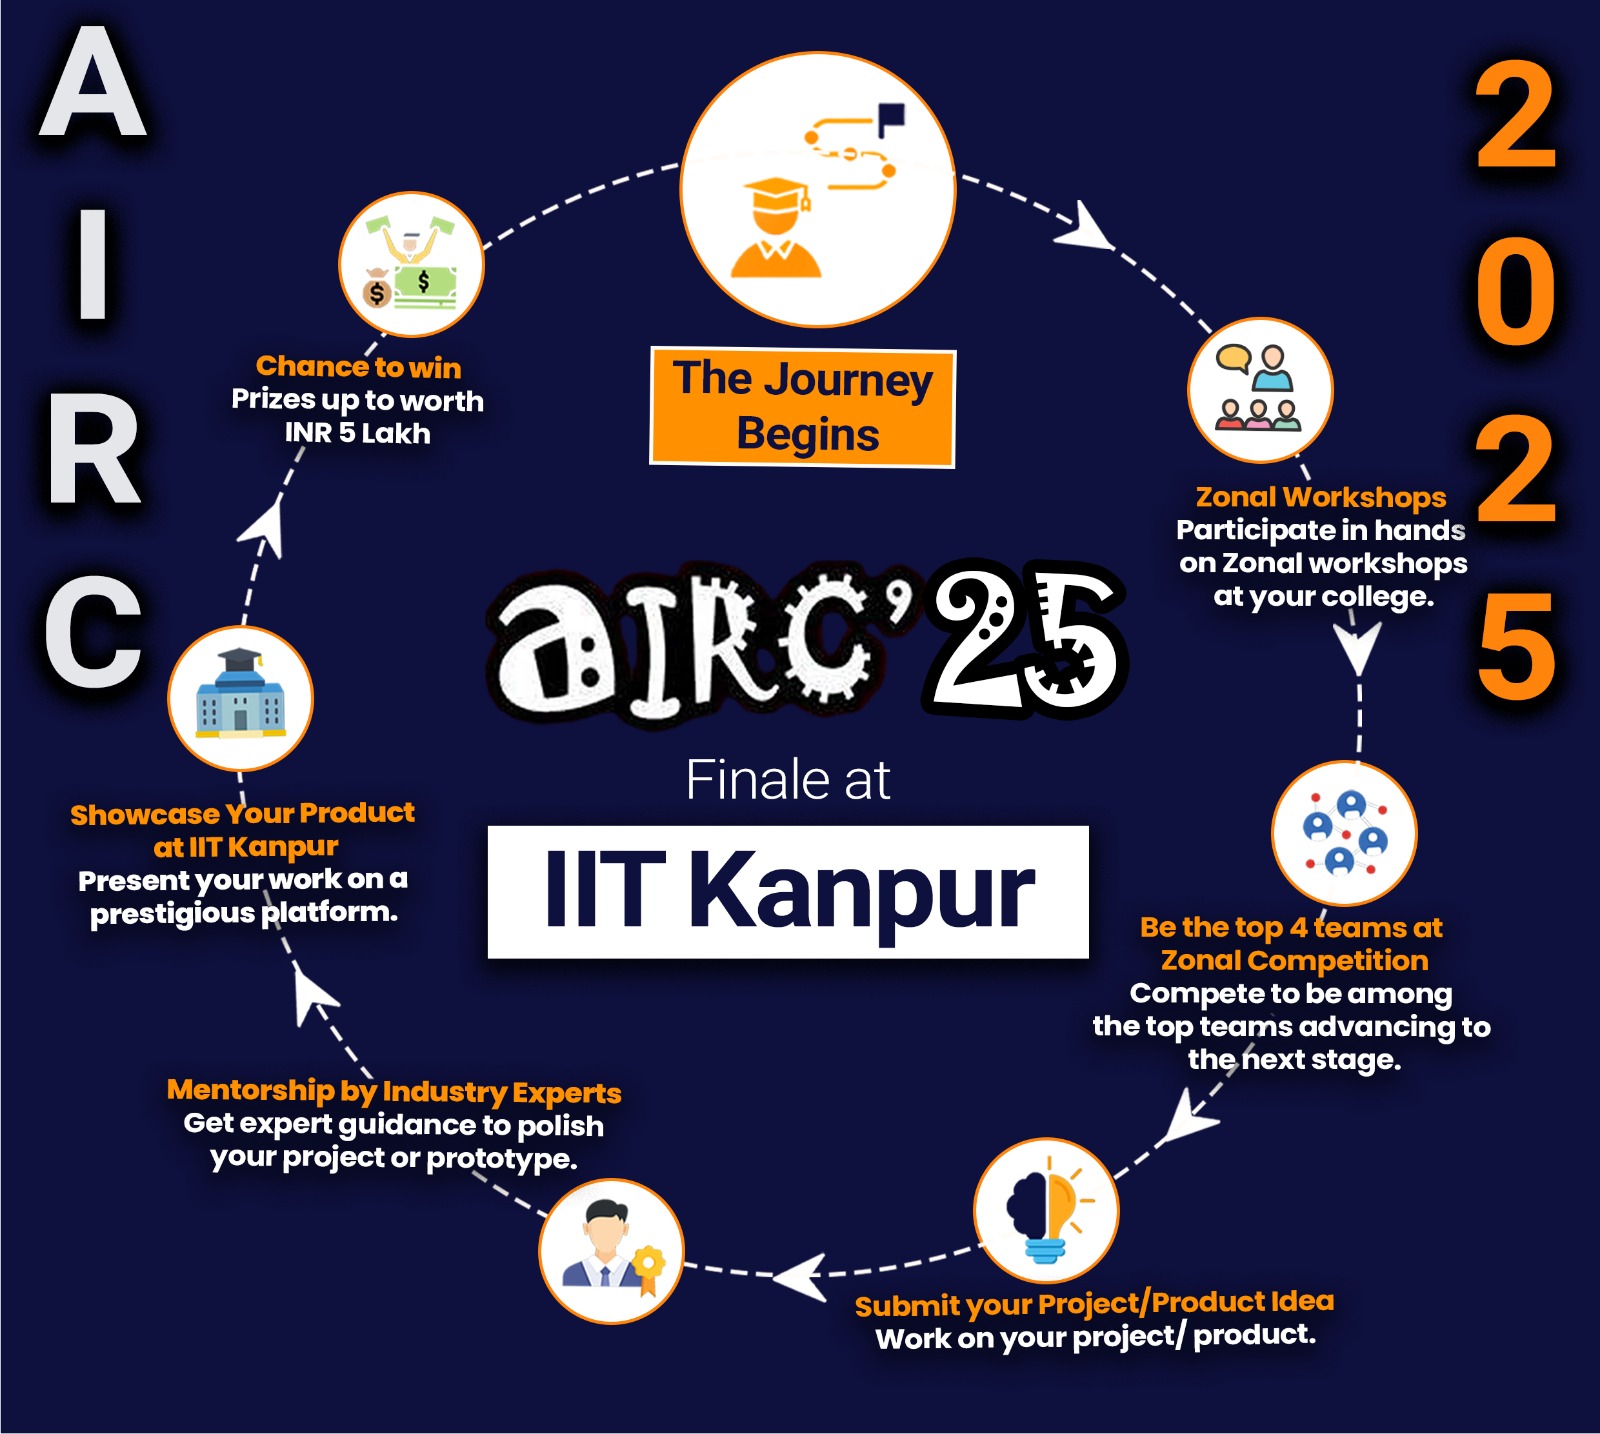 A
I
R
C
2
0
2
5
The Journey
Begins
Zonal Workshops
Participate in hands
on Zonal workshops
at your college.
Be the top 4 teams at
Zonal Competition
Compete to be among
the top teams advancing to
the next stage.
Submit your Project/Product Idea
Work on your project/ product.
Mentorship by Industry Experts
Get expert guidance to polish
your project or prototype.
Showcase Your Product
at IIT Kanpur
Present your work on a
prestigious platform.
Chance to win
Prizes up to worth
INR 5 Lakh
$ $
aIRC'25
Finale at
IIT Kanpur